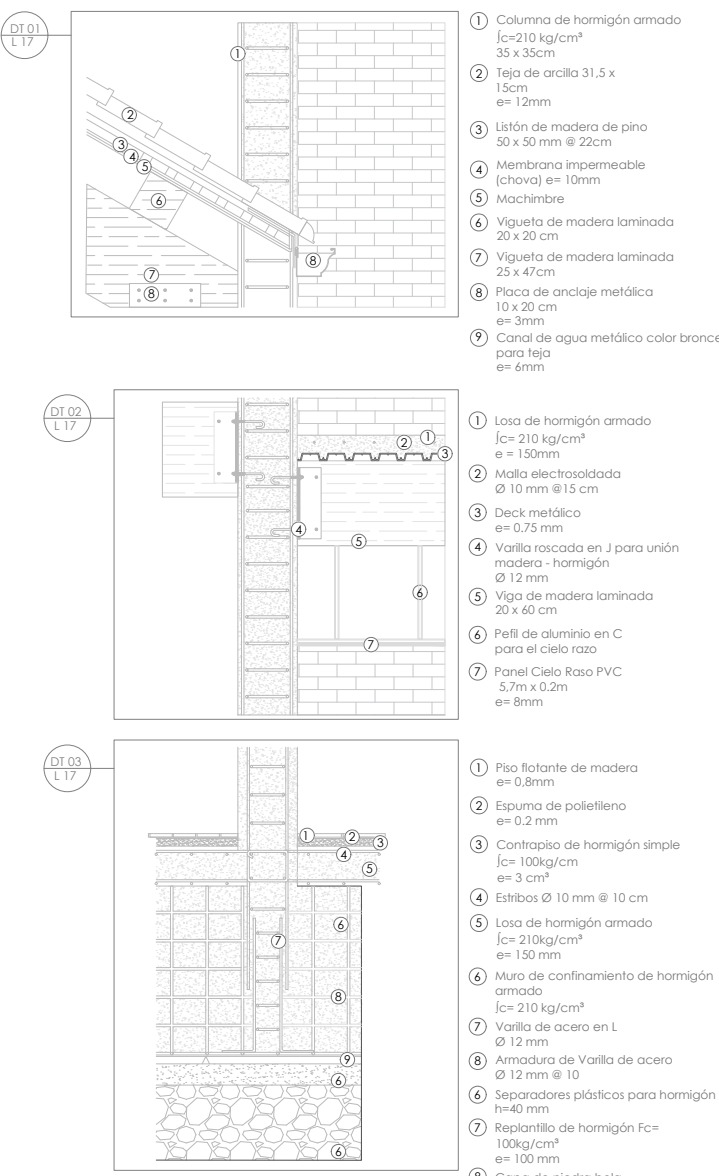 DT 01
L 17
1 2 3 4 5 6 7 8 8
1 Columna de hormigón armado
∫c=210 kg/cm³
35 x 35cm
2 Teja de arcilla 31,5 x
15cm
e= 12mm
3 Listón de madera de pino
50 x 50 mm @ 22cm
4 Membrana impermeable
(chova) e= 10mm
5 Machimbre
6 Vigueta de madera laminada
20 x 20 cm
7 Vigueta de madera laminada
25 x 47cm
8 Placa de anclaje metálica
10 x 20 cm
e= 3mm
9 Canal de agua metálico color bronce
para teja
e= 6mm
DT 02
L 17
1 2 3 4 5 6 7
1 Losa de hormigón armado
∫c= 210 kg/cm³
e = 150mm
2 Malla electrosoldada
Ø 10 mm @15 cm
3 Deck metálico
e= 0.75 mm
4 Varilla roscada en J para unión
madera - hormigón
Ø 12 mm
5 Viga de madera laminada
20 x 60 cm
6 Pefil de aluminio en C
para el cielo razo
7 Panel Cielo Raso PVC
5,7m x 0.2m
e= 8mm
DT 03
L 17
1 2 3 4 5 6 7 8 9 6 6
1 Piso flotante de madera
e= 0,8mm
2 Espuma de polietileno
e= 0.2 mm
3 Contrapiso de hormigón simple
∫c= 100kg/cm
e= 3 cm³
4 Estribos Ø 10 mm @ 10 cm
5 Losa de hormigón armado
∫c= 210kg/cm³
e= 150 mm
6 Muro de confinamiento de hormigón
armado
∫c= 210 kg/cm³
7 Varilla de acero en L
Ø 12 mm
8 Armadura de Varilla de acero
Ø 12 mm @ 10
6 Separadores plásticos para hormigón
h=40 mm
7 Replantillo de hormigón Fc=
100kg/cm³
e= 100 mm